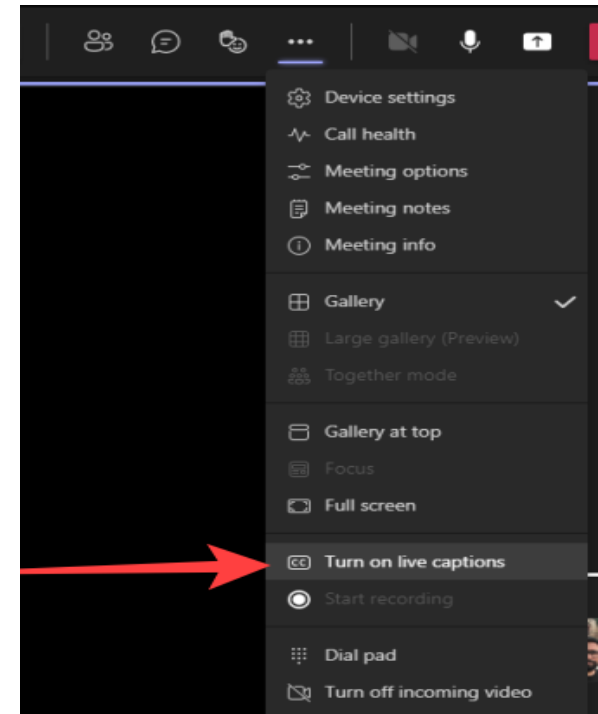 Device settings
Call health
Meeting options
Meeting notes
Meeting info
Gallery
Large gallery (Preview)
Together mode
Gallery at top
Focus
Full screen
CC Turn on live captions
Start recording
Dial pad
Turn off incoming video